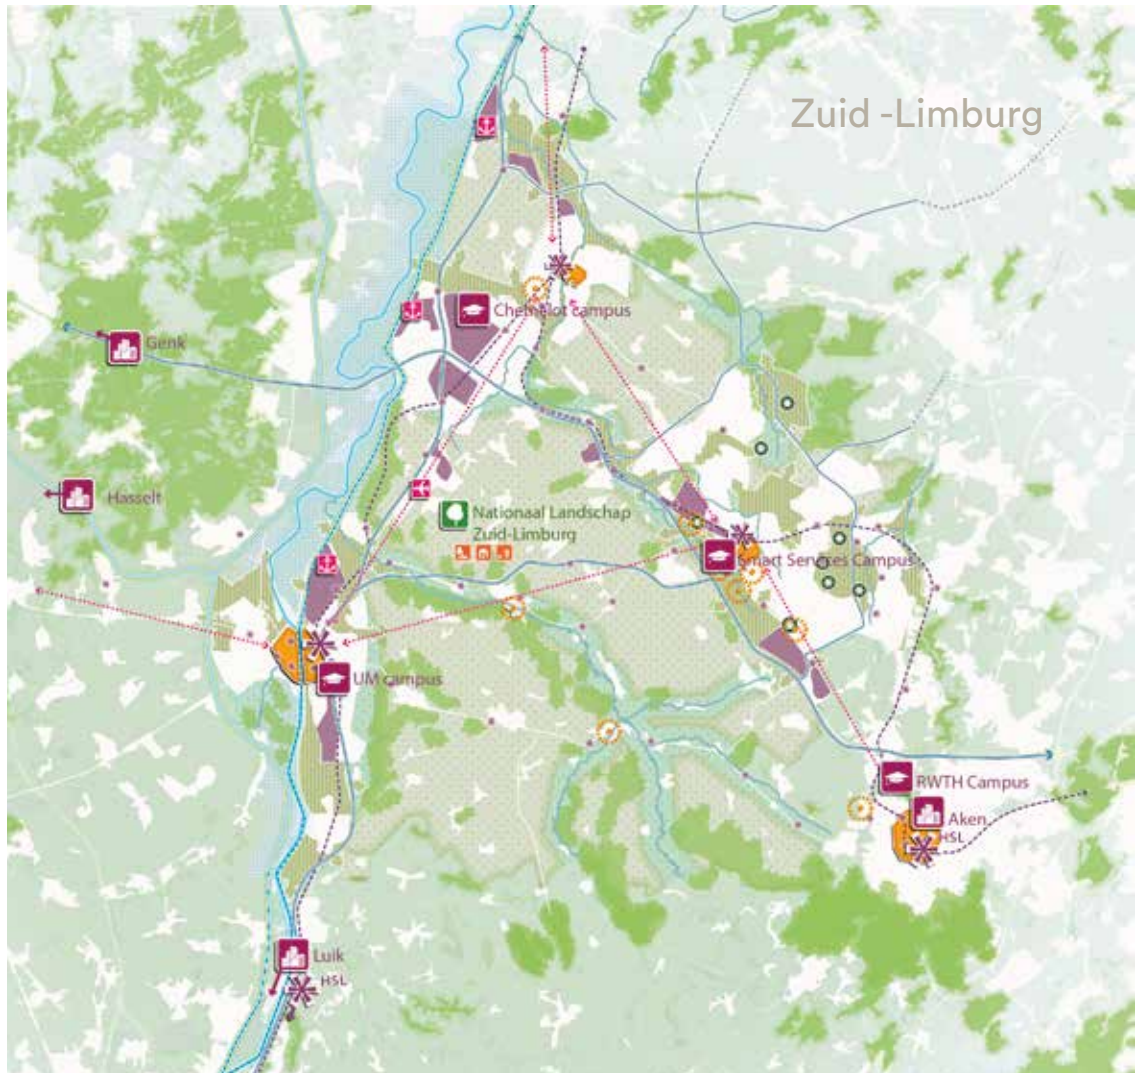 Zuid -Limburg
Chemelot campus
Genk
Hasselt
Nationaal Landschap
Zuid-Limburg
Smart Services Campus
UM campus
RWTH Campus
Aken
HSL
Luik
HSL